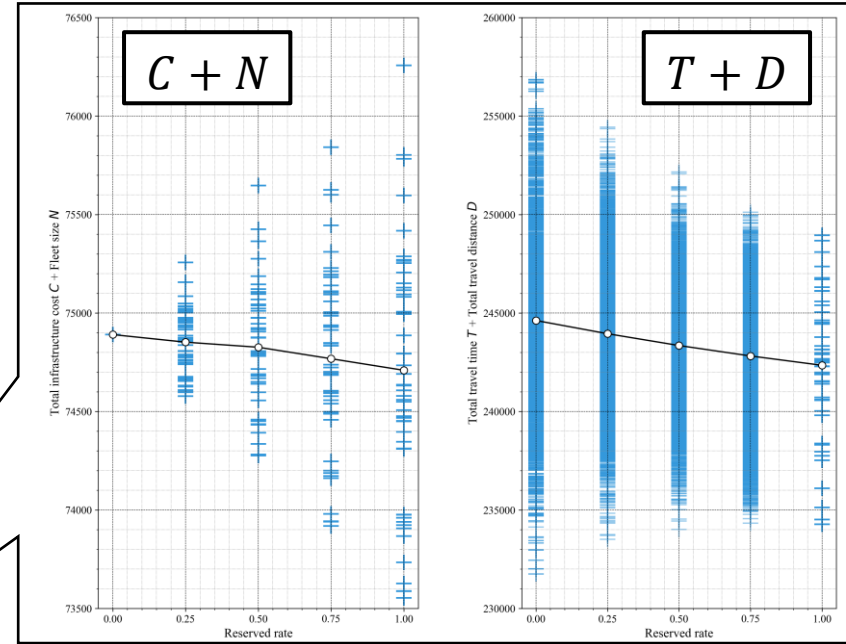 C + N
76500
76000
75500
75000
74500
74000
73500
Total infrastructure cost C + Fleet size N
0.00 0.25 0.50 0.75 1.00
Reserved rate
T + D
260000
255000
250000
245000
240000
235000
230000
Total travel time T + Total travel distance D
0.00 0.25 0.50 0.75 1.00
Reserved rate